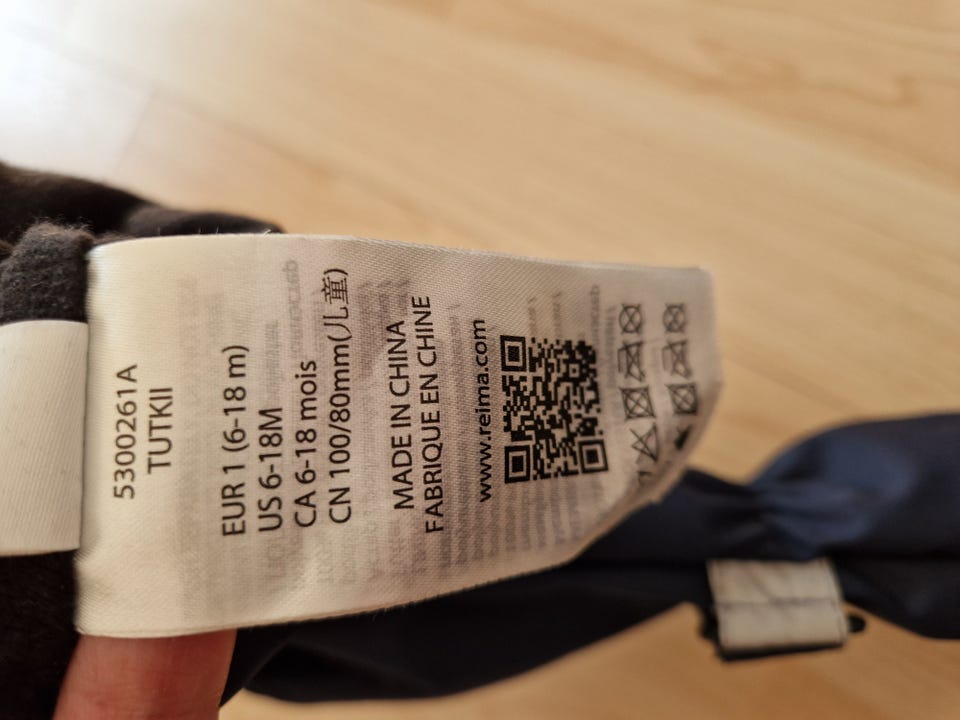 5300261A
TUTKII
EUR 1 (6-18 m)
US 6-18M
CA 6-18 mois
CN 100/80mm(儿童)
MADE IN CHINA
FABRIQUE EN CHINE
www.reima.com